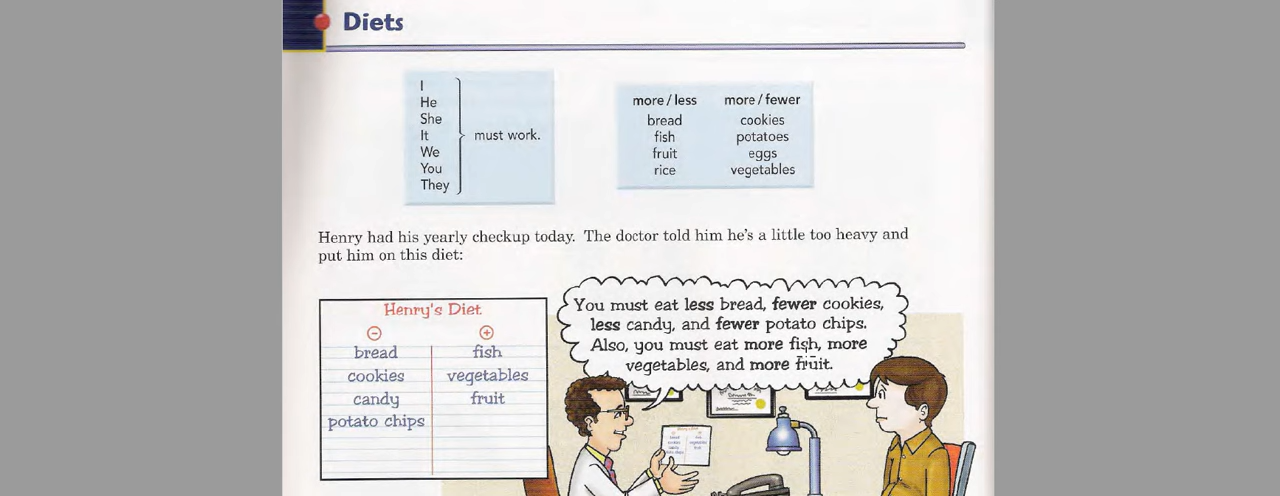 Diets
I
He
She
It
We
You
They
must work.
more / less more / fewer
bread cookies
fish potatoes
fruit eggs
rice vegetables
Henry had his yearly checkup today. The doctor told him he's a little too heavy and
put him on this diet:
Henry's Diet
− +
bread fish
cookies vegetables
candy fruit
potato chips
You must eat less bread, fewer cookies,
less candy, and fewer potato chips.
Also, you must eat more fish, more
vegetables, and more fruit.